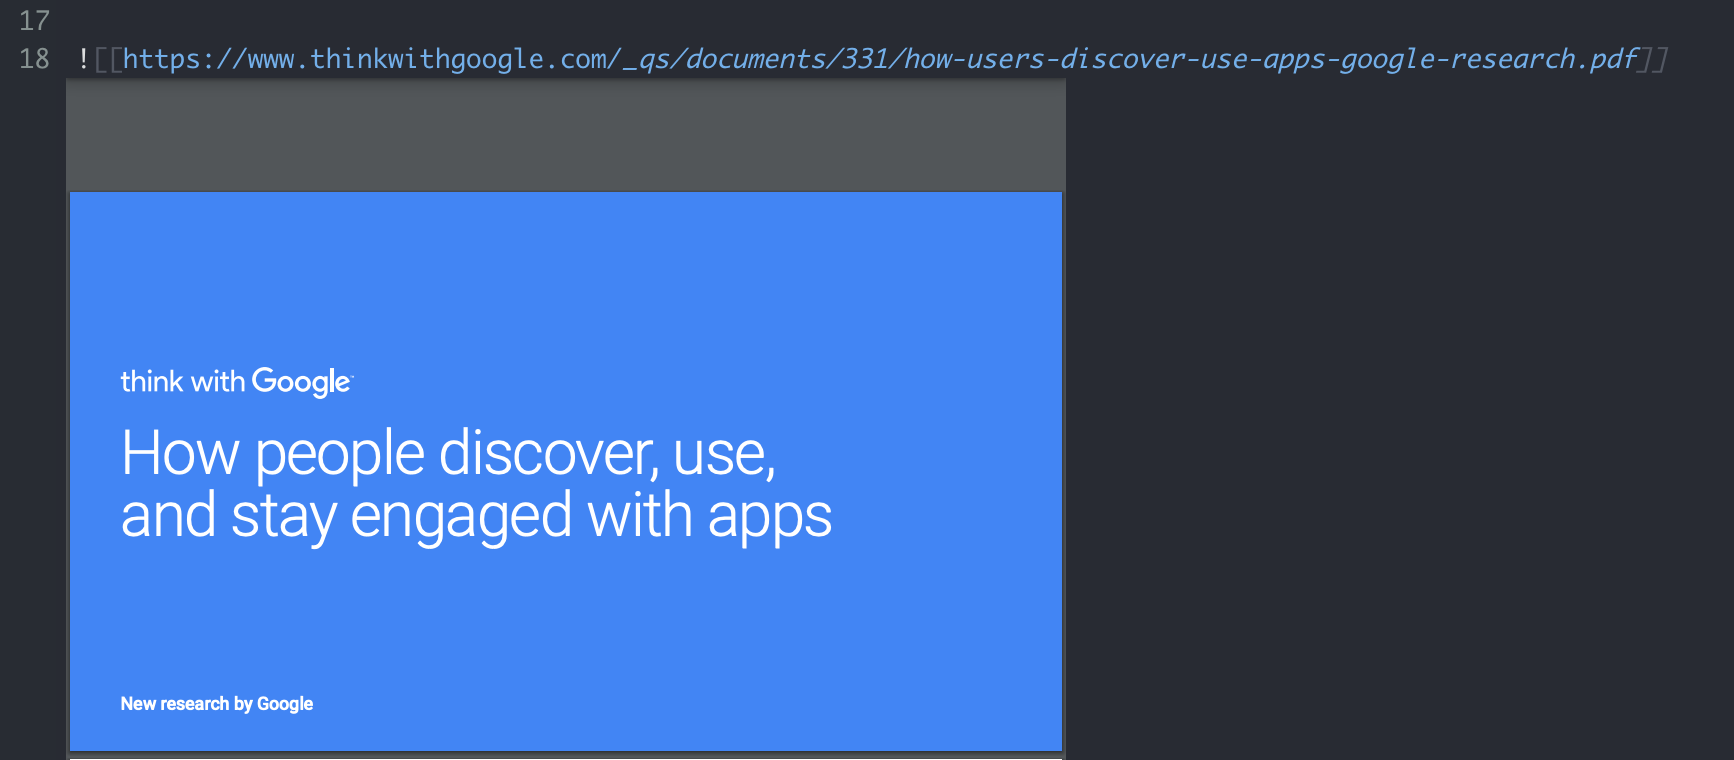 17
18 ![[https://www.thinkwithgoogle.com/_qs/documents/331/how-users-discover-use-apps-google-research.pdf]]
think with Google™
How people discover, use,
and stay engaged with apps
New research by Google